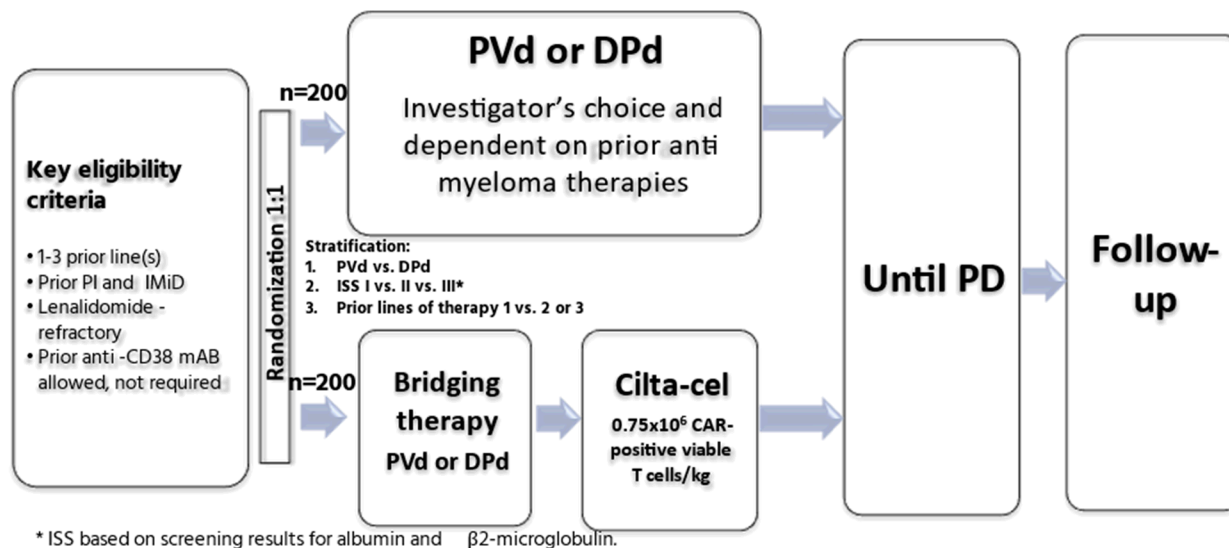 Key eligibility
criteria
• 1-3 prior line(s)
• Prior PI and IMiD
• Lenalidomide -
refractory
• Prior anti -CD38 mAB
allowed, not required
Randomization 1:1
n=200
PVd or DPd
Investigator’s choice and
dependent on prior anti
myeloma therapies
Stratification:
1. PVd vs. DPd
2. ISS I vs. II vs. III*
3. Prior lines of therapy 1 vs. 2 or 3
n=200
Bridging
therapy
PVd or DPd
Cilta-cel
0.75x10⁶ CAR-
positive viable
T cells/kg
Until PD
Follow-
up
* ISS based on screening results for albumin and β2-microglobulin.